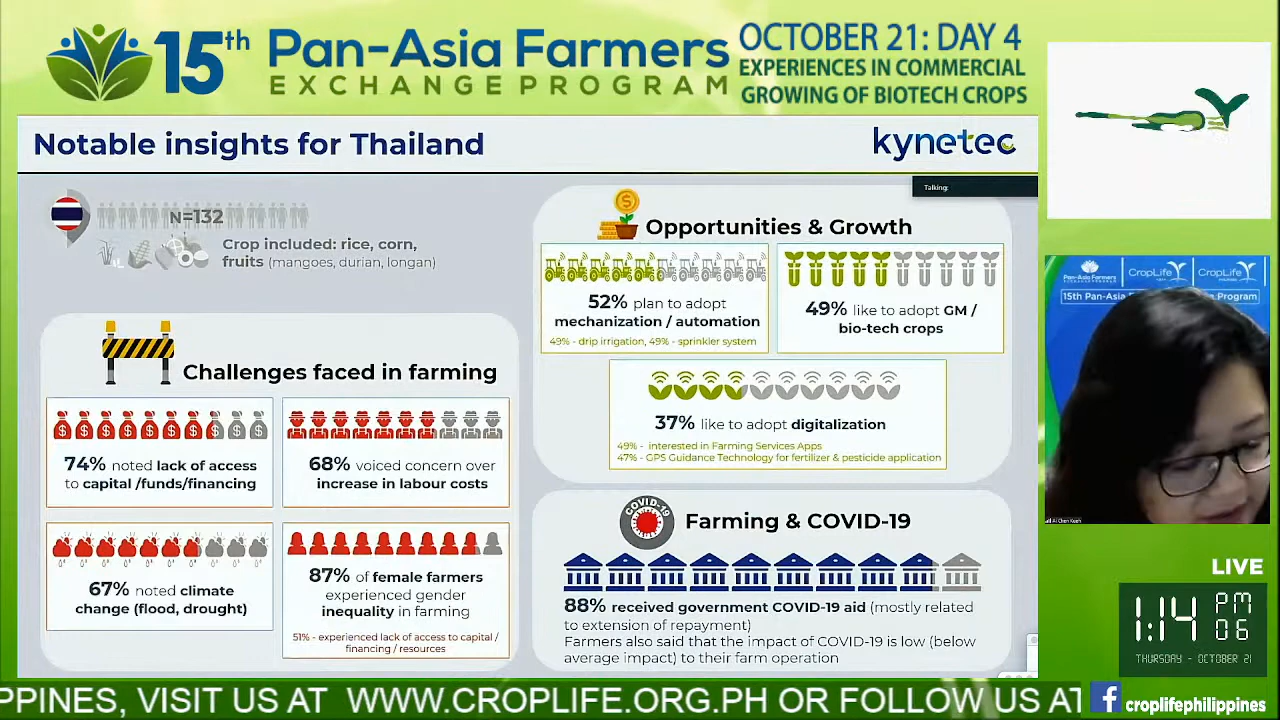 15th Pan-Asia Farmers
EXCHANGE PROGRAM
OCTOBER 21: DAY 4
EXPERIENCES IN COMMERCIAL
GROWING OF BIOTECH CROPS
Notable insights for Thailand
kynetec
Talking:
N=132
Crop included: rice, corn,
fruits (mangoes, durian, longan)
Challenges faced in farming
74% noted lack of access
to capital /funds/financing
68% voiced concern over
increase in labour costs
67% noted climate
change (flood, drought)
87% of female farmers
experienced gender
inequality in farming
51% - experienced lack of access to capital /
financing / resources
Opportunities & Growth
52% plan to adopt
mechanization / automation
49% - drip irrigation, 49% - sprinkler system
49% like to adopt GM /
bio-tech crops
37% like to adopt digitalization
49% - interested in Farming Services Apps
47% - GPS Guidance Technology for fertilizer & pesticide application
COVID-19
Farming & COVID-19
88% received government COVID-19 aid (mostly related
to extension of repayment)
Farmers also said that the impact of COVID-19 is low (below
average impact) to their farm operation
Pan-Asia Farmers
CropLife
CropLife
15th Pan-Asia
Program
LIVE
1:14 PM
06
THURSDAY - OCTOBER 21
PPINES, VISIT US AT WWW.CROPLIFE.ORG.PH OR FOLLOW US AT
croplifephilippines